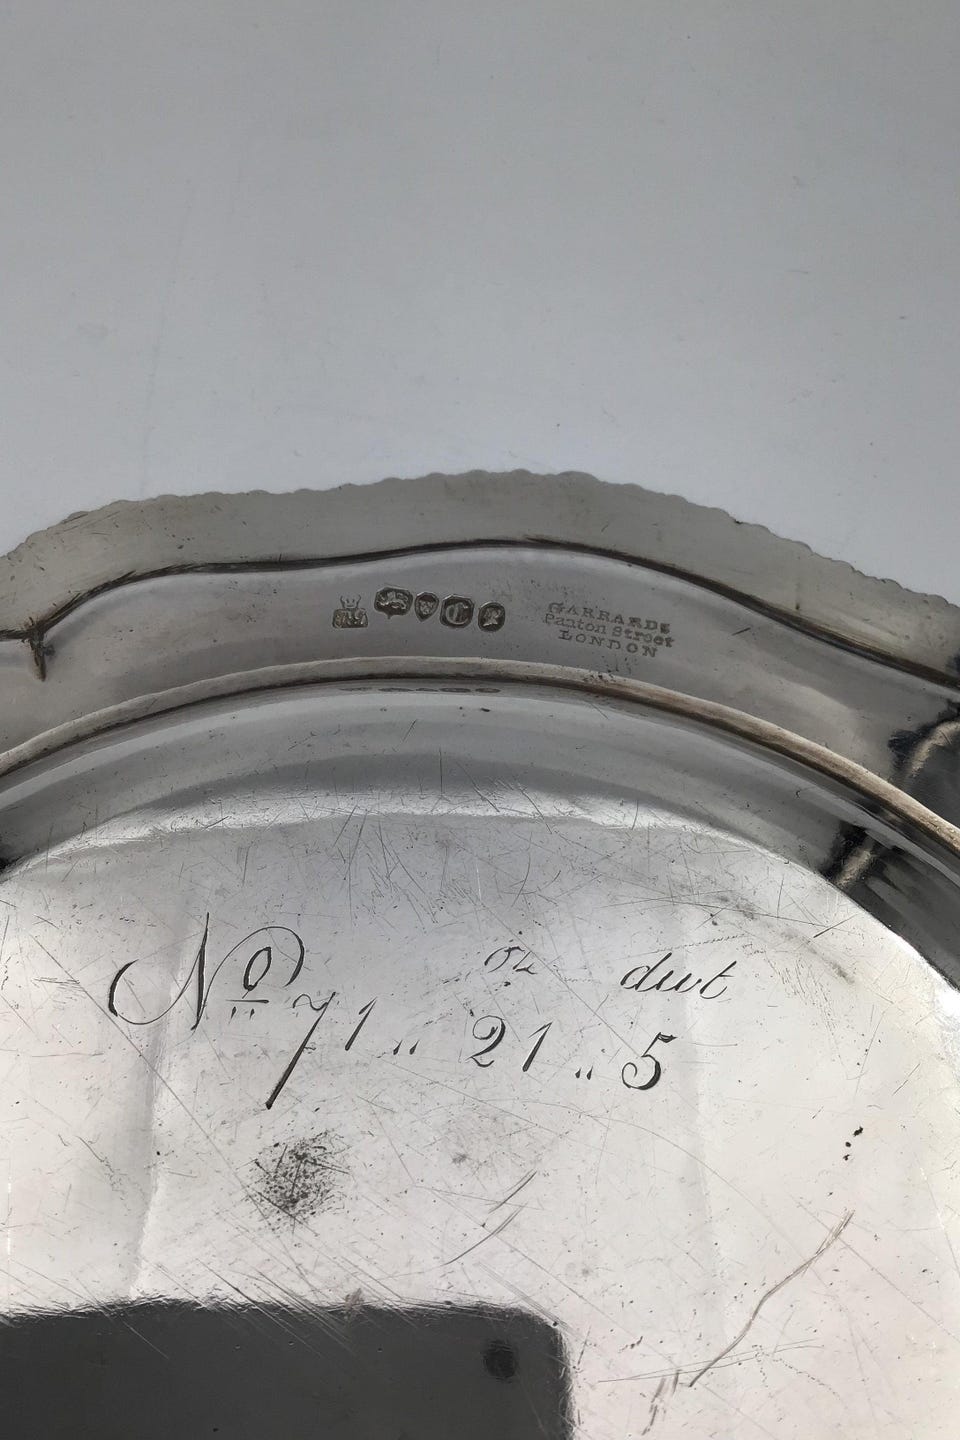 GARRARDS
Panton Street
LONDON
oz dwt
No 71 " 21 " 5